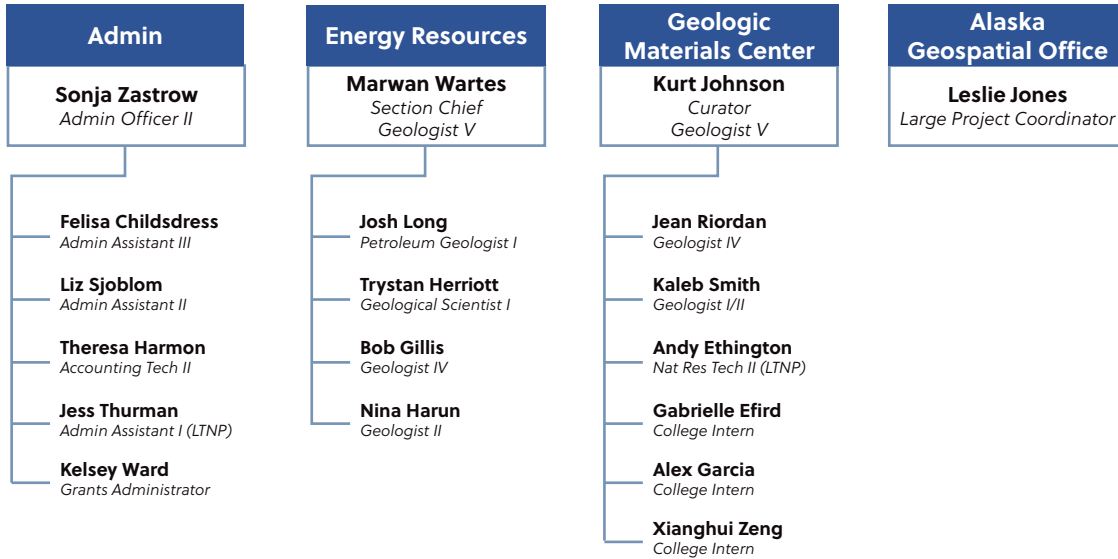 Admin
Sonja Zastrow
Admin Officer II
Felisa Childsdress
Admin Assistant III
Liz Sjoblom
Admin Assistant II
Theresa Harmon
Accounting Tech II
Jess Thurman
Admin Assistant I (LTNP)
Kelsey Ward
Grants Administrator
Energy Resources
Marwan Wartes
Section Chief
Geologist V
Josh Long
Petroleum Geologist I
Trystan Herriott
Geological Scientist I
Bob Gillis
Geologist IV
Nina Harun
Geologist II
Geologic
Materials Center
Kurt Johnson
Curator
Geologist V
Jean Riordan
Geologist IV
Kaleb Smith
Geologist I/II
Andy Ethington
Nat Res Tech II (LTNP)
Gabrielle Efird
College Intern
Alex Garcia
College Intern
Xianghui Zeng
College Intern
Alaska
Geospatial Office
Leslie Jones
Large Project Coordinator